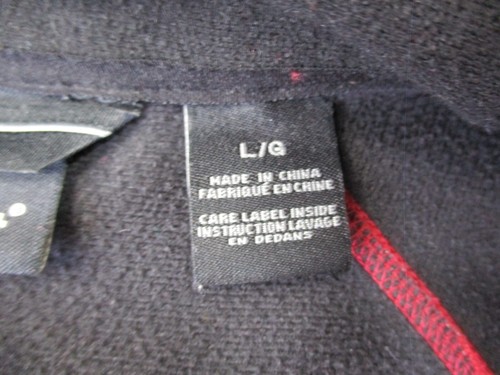 L/G
MADE IN CHINA
FABRIQUÉ EN CHINE
CARE LABEL INSIDE
INSTRUCTION LAVAGE
EN DEDANS